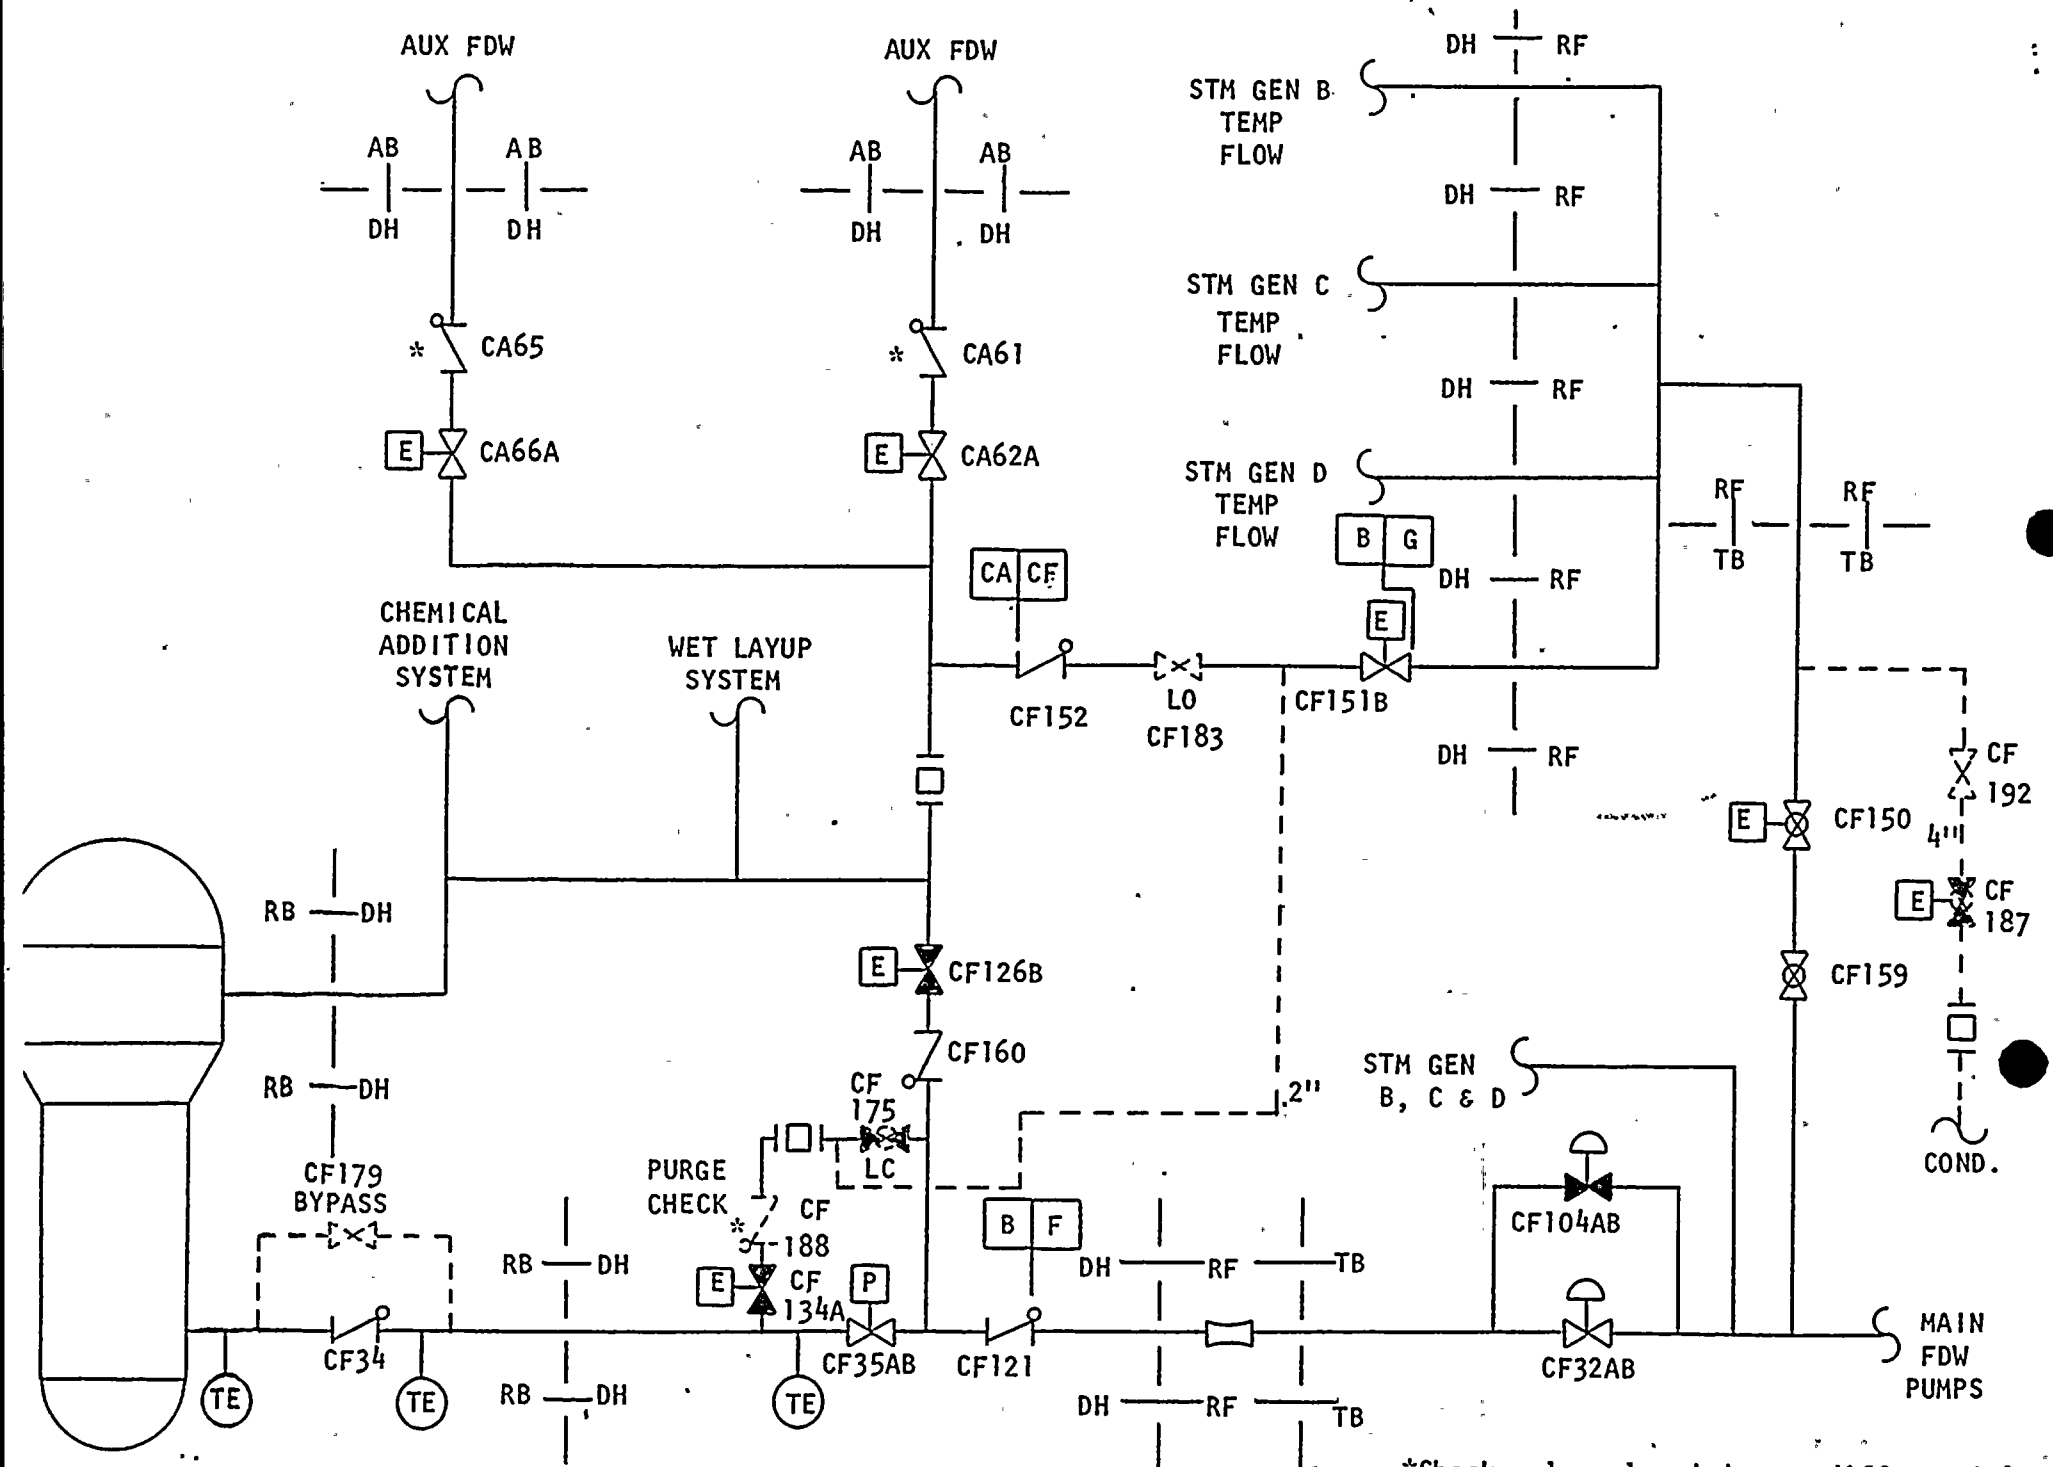 AUX FDW
AUX FDW
DH RF
STM GEN B
TEMP
FLOW
AB AB
DH DH
AB AB
DH DH
DH RF
STM GEN C
TEMP
FLOW
* CA65
* CA61
DH RF
E CA66A
E CA62A
STM GEN D
TEMP
FLOW
RF RF
TB TB
B G
CA CF
DH RF
E
CHEMICAL
ADDITION
SYSTEM
WET LAYUP
SYSTEM
CF152
LO
CF183
CF151B
DH RF
CF
192
E CF150
4"
E CF
187
RB DH
E CF126B
CF159
CF160
RB DH
CF
175
LC
2"
STM GEN
B, C & D
COND.
CF179
BYPASS
PURGE
CHECK
* CF
188
B F
CF104AB
RB DH
DH RF TB
E CF
134A
P
CF34
CF35AB
CF121
CF32AB
MAIN
FDW
PUMPS
TE TE TE
RB DH
DH RF TB